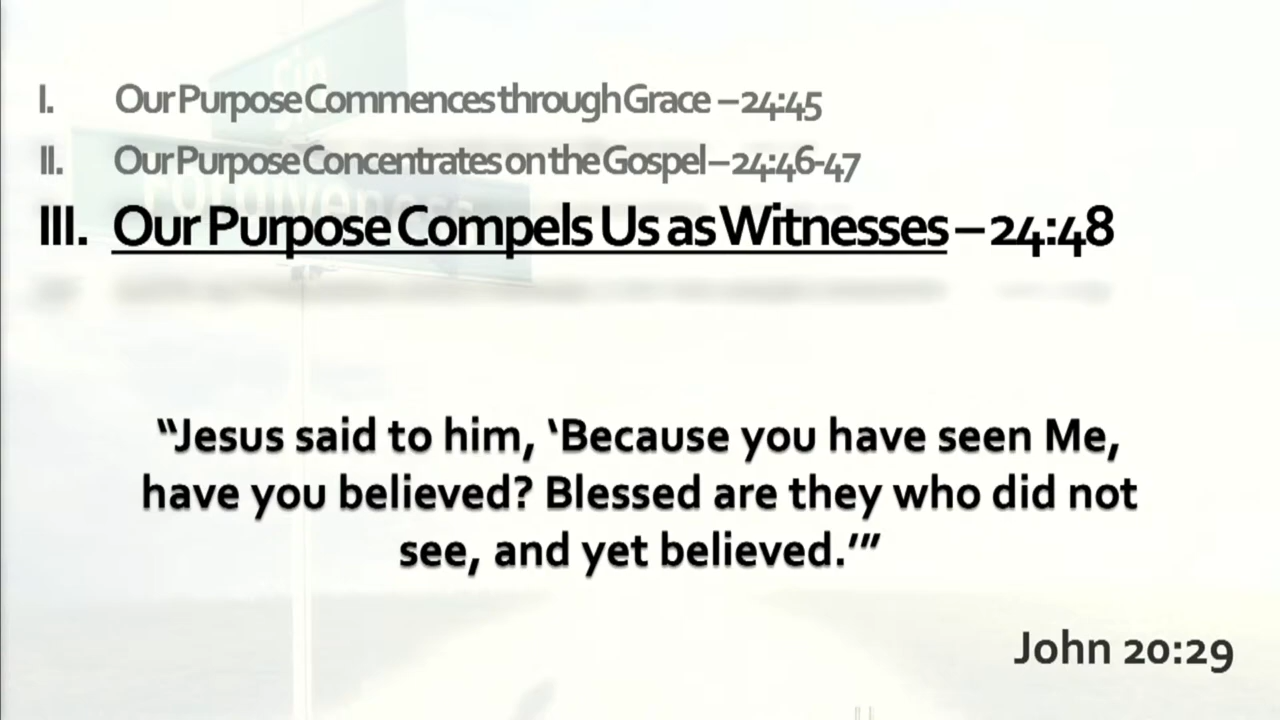 Sin
I. Our Purpose Commences through Grace – 24:45
II. Our Purpose Concentrates on the Gospel – 24:46-47
Forgiveness
III. Our Purpose Compels Us as Witnesses – 24:48
“Jesus said to him, ‘Because you have seen Me,
have you believed? Blessed are they who did not
see, and yet believed.’”
John 20:29